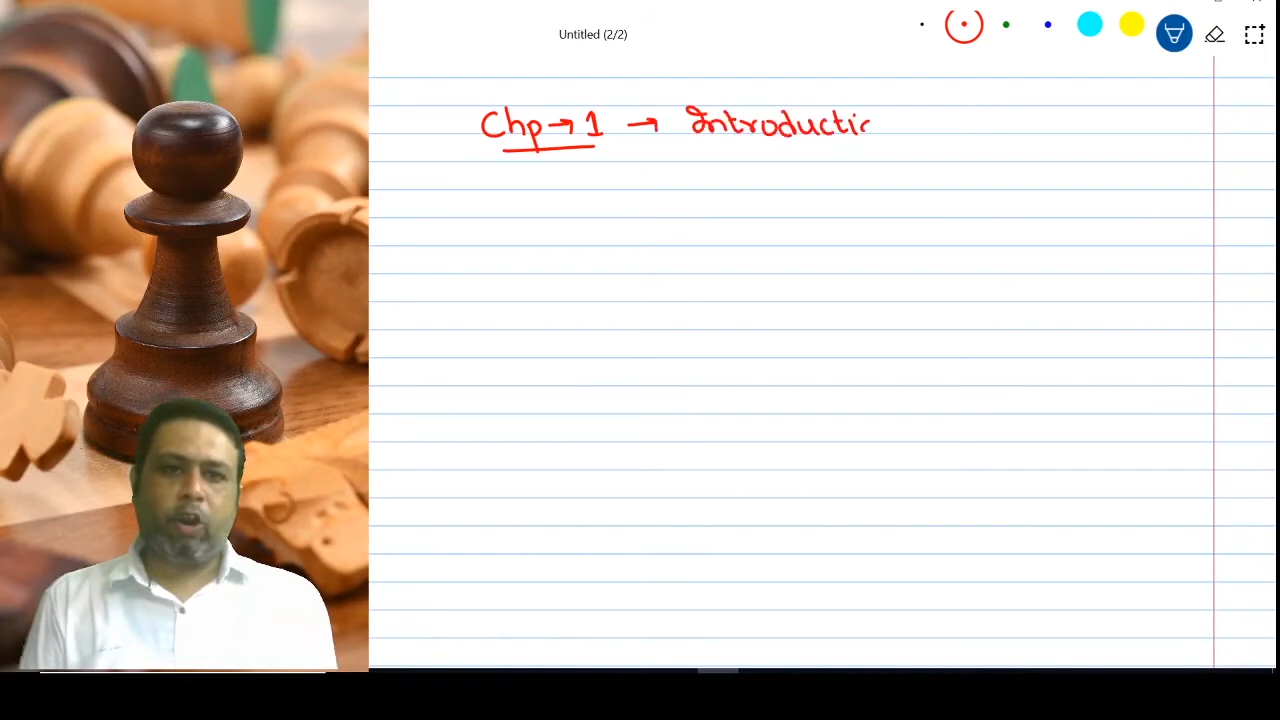 Untitled (2/2)
Chp → 1 → Introductic